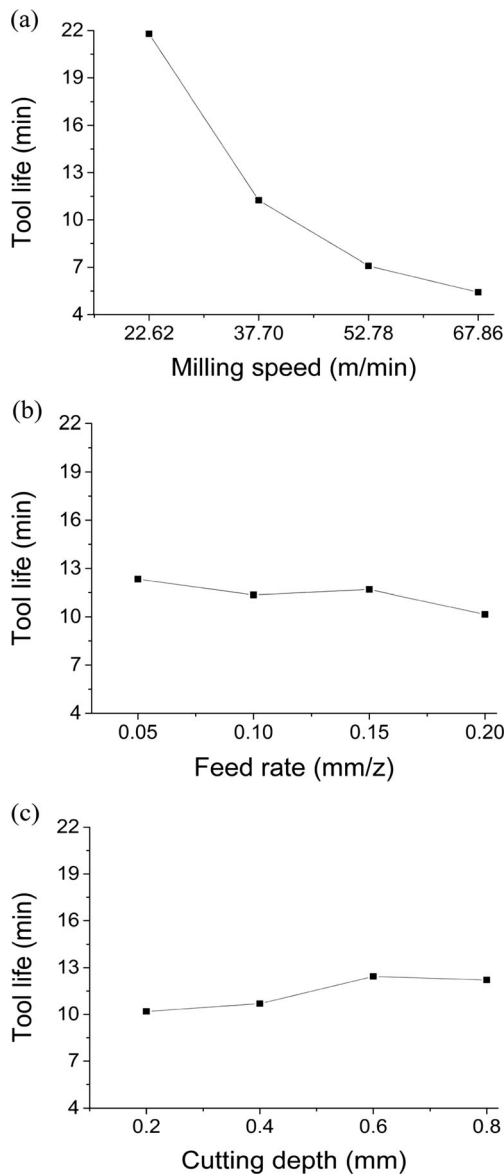 (a)
22
19
16
13
10
7
4
Tool life (min)
22.62 37.70 52.78 67.86
Milling speed (m/min)
(b)
22
19
16
13
10
7
4
Tool life (min)
0.05 0.10 0.15 0.20
Feed rate (mm/z)
(c)
22
19
16
13
10
7
4
Tool life (min)
0.2 0.4 0.6 0.8
Cutting depth (mm)